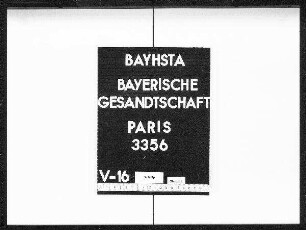 BAYHSTA
BAYERISCHE
GESANDTSCHAFT
PARIS
3356
V-16